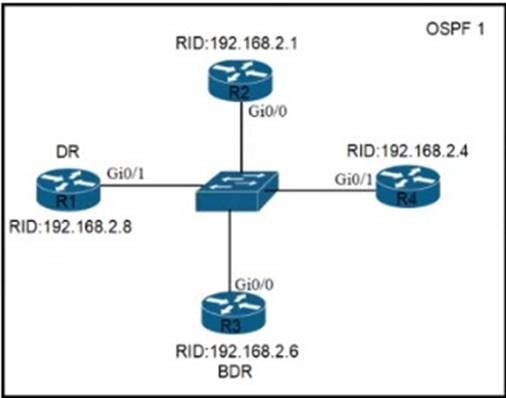 OSPF 1
RID:192.168.2.1
R2
Gi0/0
DR
Gi0/1
R1
RID:192.168.2.8
RID:192.168.2.4
Gi0/1
R4
Gi0/0
R3
RID:192.168.2.6
BDR